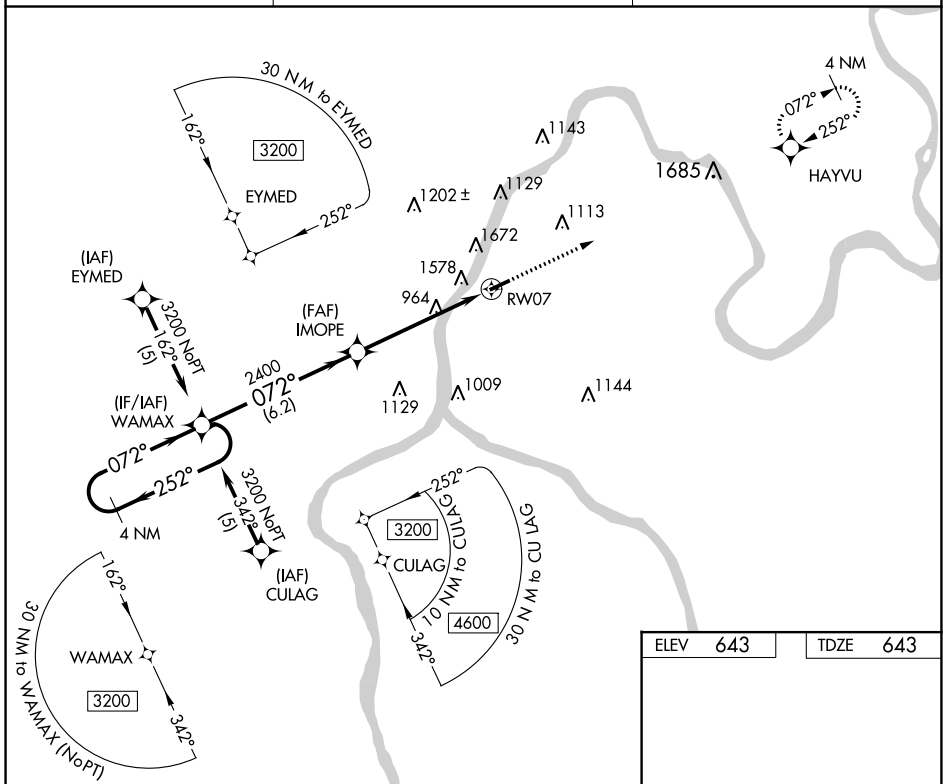 30 NM to EYMED
162°
3200
EYMED
252°
4 NM
072°
252°
HAYVU
1143
1685
1129
1202 ±
1113
1672
1578
964
RW07
(IAF)
EYMED
3200 NoPT
162°
(5)
(FAF)
IMOPE
2400
072°
(6.2)
(IF/IAF)
WAMAX
1129
1009
1144
072°
252°
4 NM
3200 NoPT
342°
(5)
(IAF)
CULAG
252°
3200
CULAG
10 NM to CULAG
4600
30 NM to CULAG
342°
162°
WAMAX
3200
342°
30 NM to WAMAX (NoPT)
ELEV 643
TDZE 643